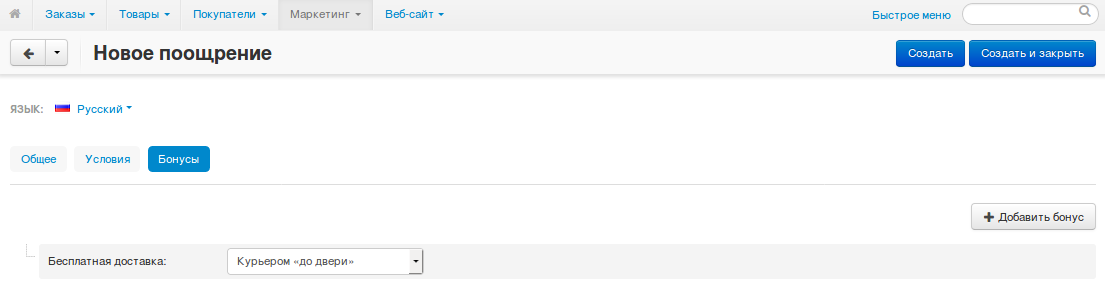 Заказы Товары Покупатели Маркетинг Веб-сайт Быстрое меню
Новое поощрение Создать Создать и закрыть
ЯЗЫК: Русский
Общее Условия Бонусы
Добавить бонус
Бесплатная доставка: Курьером «до двери»